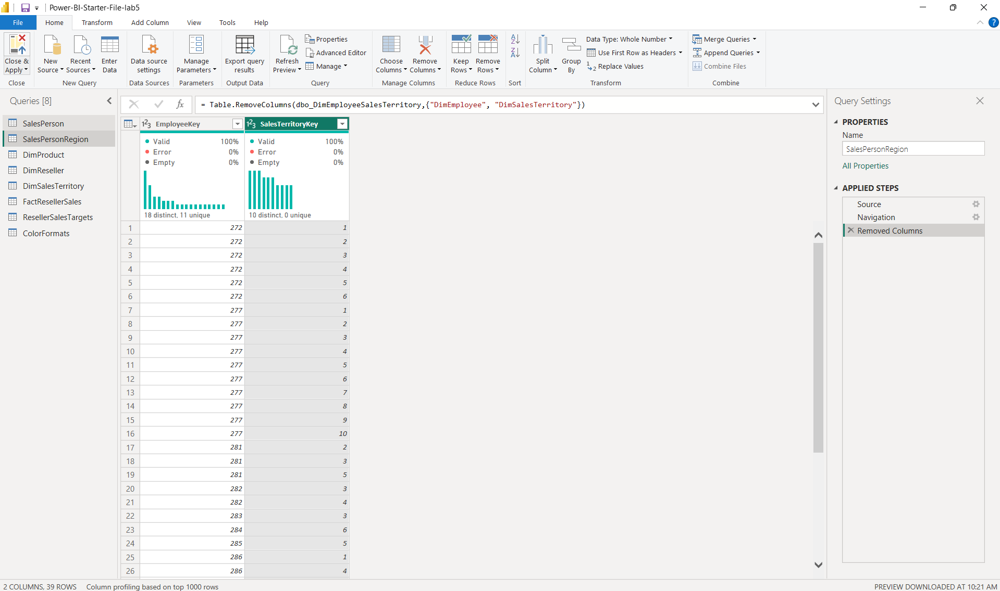 Power-BI-Starter-File-lab5
File Home Transform Add Column View Tools Help
Close & Apply
New Source
Recent Sources
Enter Data
Data source settings
Manage Parameters
Export query results
Refresh Preview
Properties
Advanced Editor
Manage
Choose Columns
Remove Columns
Keep Rows
Remove Rows
Split Column
Group By
Data Type: Whole Number
Use First Row as Headers
Replace Values
Merge Queries
Append Queries
Combine Files
Close New Query Data Sources Parameters Output Data Query Manage Columns Reduce Rows Sort Transform Combine
Queries [8]
SalesPerson
SalesPersonRegion
DimProduct
DimReseller
DimSalesTerritory
FactResellerSales
ResellerSalesTargets
ColorFormats
fx = Table.RemoveColumns(dbo_DimEmployeeSalesTerritory,{"DimEmployee", "DimSalesTerritory"})
123 EmployeeKey 123 SalesTerritoryKey
Valid 100% Valid 100%
Error 0% Error 0%
Empty 0% Empty 0%
18 distinct, 11 unique 10 distinct, 0 unique
1 272 1
2 272 2
3 272 3
4 272 4
5 272 5
6 272 6
7 277 1
8 277 2
9 277 3
10 277 4
11 277 5
12 277 6
13 277 7
14 277 8
15 277 9
16 277 10
17 281 2
18 281 3
19 281 5
20 282 3
21 282 4
22 283 3
23 284 6
24 285 5
25 286 1
26 286 4
Query Settings
PROPERTIES
Name
SalesPersonRegion
All Properties
APPLIED STEPS
Source
Navigation
Removed Columns
2 COLUMNS, 39 ROWS Column profiling based on top 1000 rows
PREVIEW DOWNLOADED AT 10:21 AM